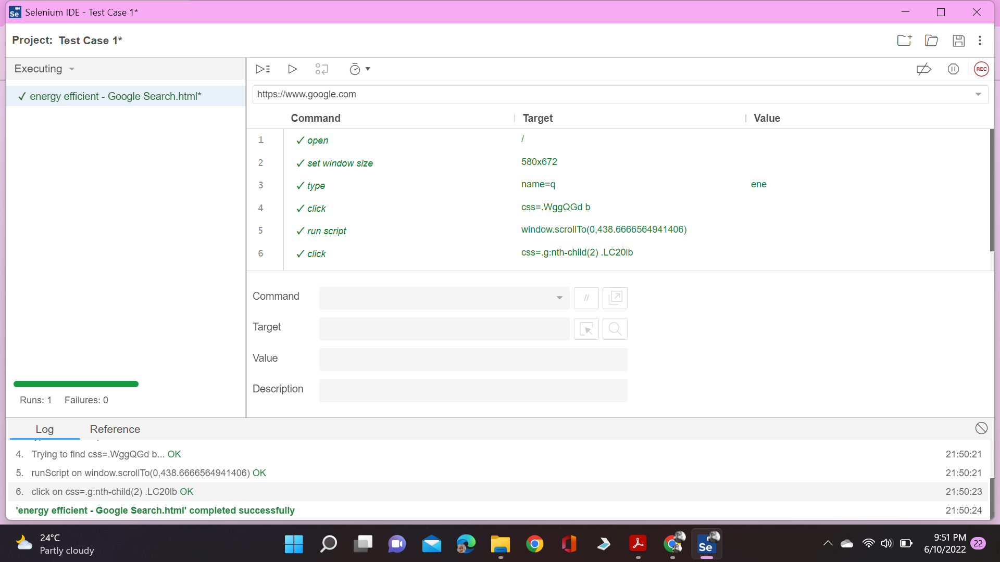 Selenium IDE - Test Case 1*
Project: Test Case 1*
Executing
REC
✓ energy efficient - Google Search.html*
https://www.google.com
Command Target Value
1 ✓ open /
2 ✓ set window size 580x672
3 ✓ type name=q ene
4 ✓ click css=.WggQGd b
5 ✓ run script window.scrollTo(0,438.6666564941406)
6 ✓ click css=.g:nth-child(2) .LC20lb
Command //
Target
Value
Description
Runs: 1 Failures: 0
Log Reference
4. Trying to find css=.WggQGd b... OK 21:50:21
5. runScript on window.scrollTo(0,438.6666564941406) OK 21:50:21
6. click on css=.g:nth-child(2) .LC20lb OK 21:50:23
'energy efficient - Google Search.html' completed successfully 21:50:24
24°C
Partly cloudy
Se
9:51 PM
6/10/2022
22